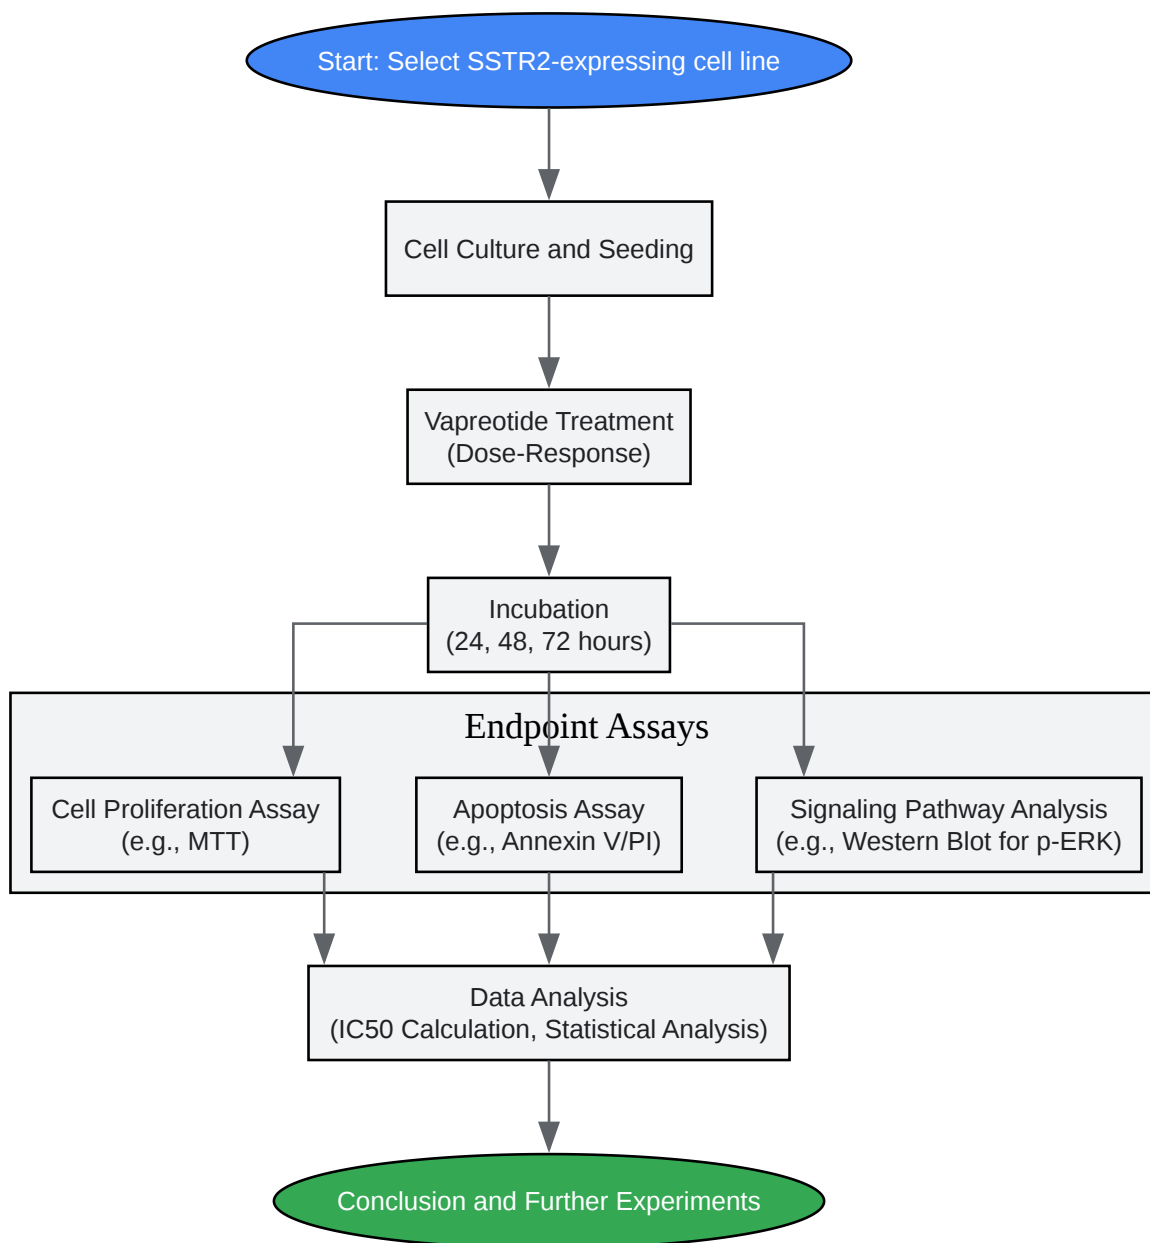 Start: Select SSTR2-expressing cell line
Cell Culture and Seeding
Vapreotide Treatment
(Dose-Response)
Incubation
(24, 48, 72 hours)
Endpoint Assays
Cell Proliferation Assay
(e.g., MTT)
Apoptosis Assay
(e.g., Annexin V/PI)
Signaling Pathway Analysis
(e.g., Western Blot for p-ERK)
Data Analysis
(IC50 Calculation, Statistical Analysis)
Conclusion and Further Experiments